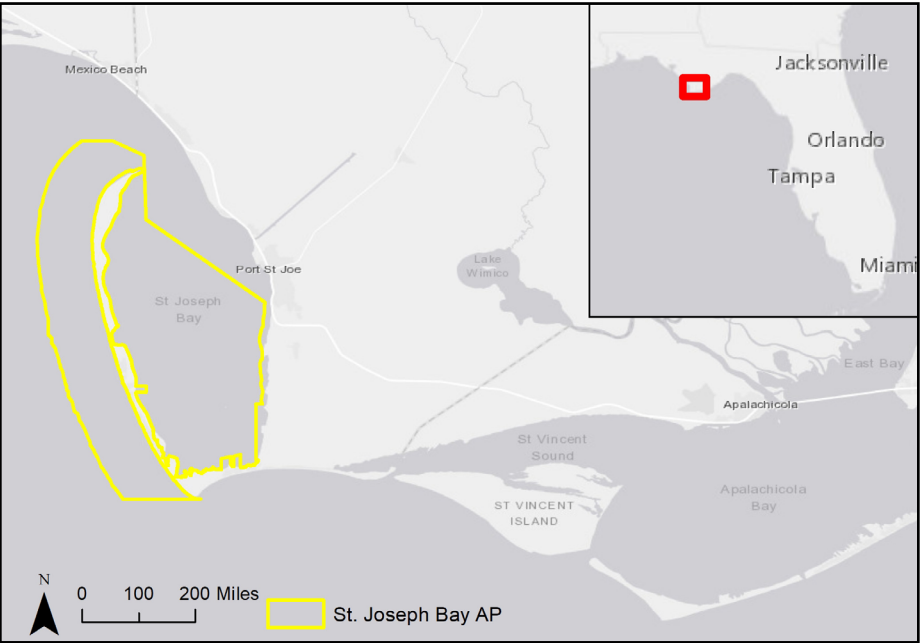 Mexico Beach
Jacksonville
Orlando
Tampa
Miami
Port St Joe
Lake
Wimico
St Joseph
Bay
East Bay
Apalachicola
St Vincent
Sound
ST VINCENT
ISLAND
Apalachicola
Bay
N
0 100 200 Miles
St. Joseph Bay AP